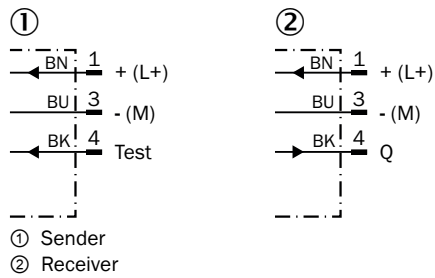 ① ②
BN 1 + (L+) BN 1 + (L+)
BU 3 - (M) BU 3 - (M)
BK 4 Test BK 4 Q
① Sender
② Receiver